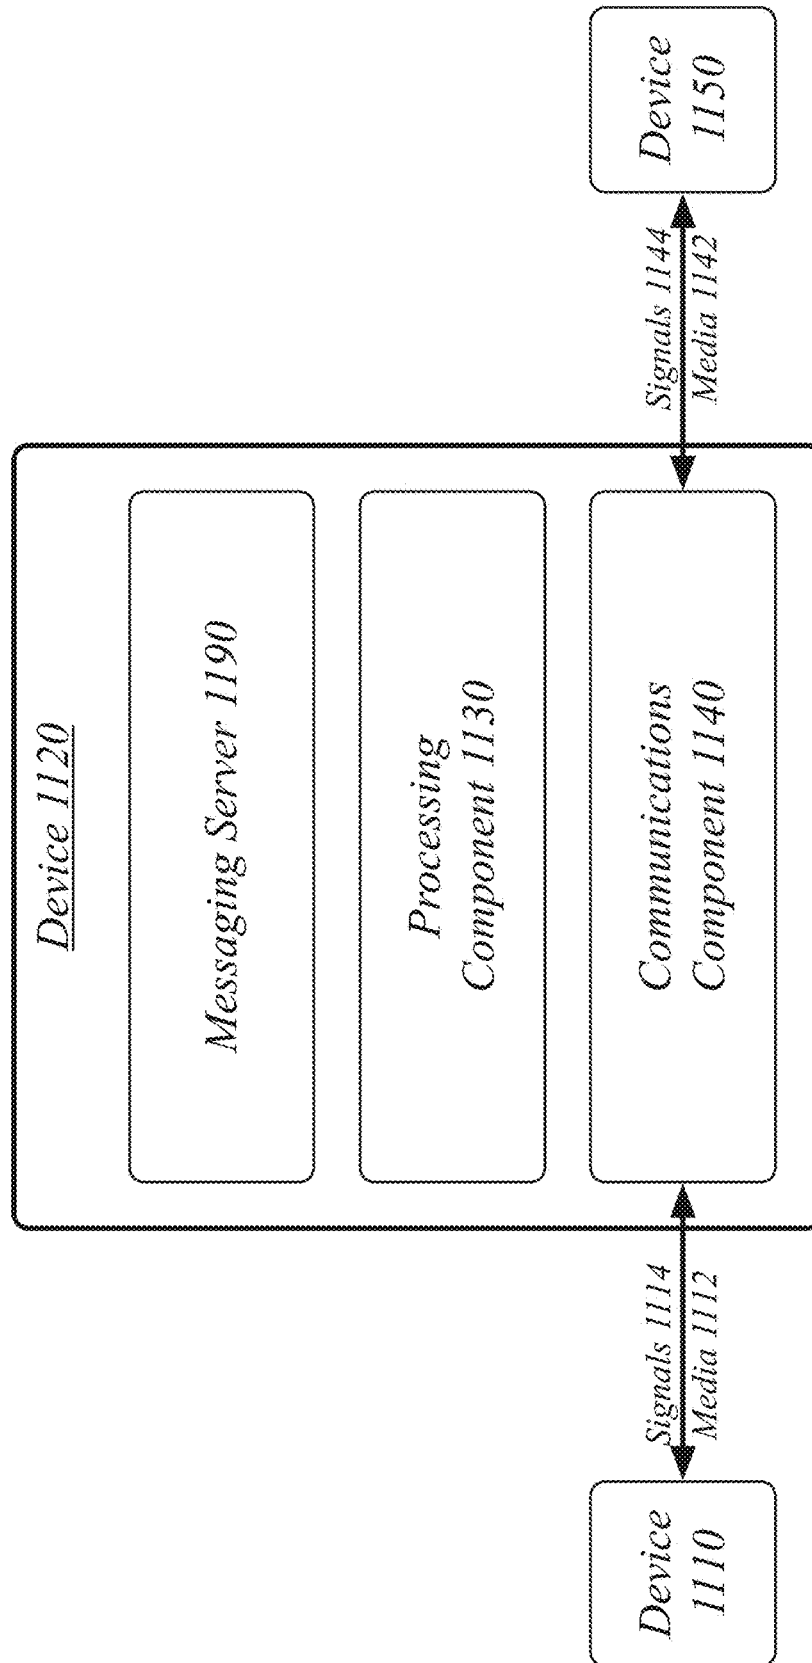 Device 1120
Messaging Server 1190
Processing
Component 1130
Communications
Component 1140
Device
1110
Signals 1114
Media 1112
Signals 1144
Media 1142
Device
1150